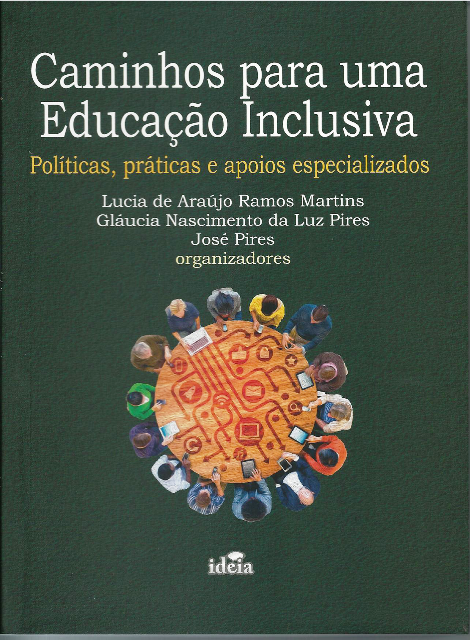 Caminhos para uma
Educação Inclusiva
Políticas, práticas e apoios especializados
Lucia de Araújo Ramos Martins
Gláucia Nascimento da Luz Pires
José Pires
organizadores
ideia